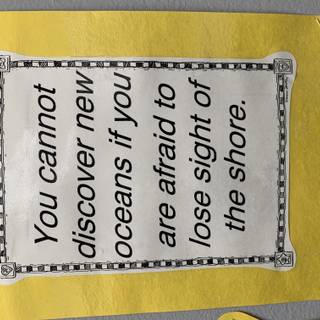 You cannot
discover new
oceans if you
are afraid to
lose sight of
the shore.